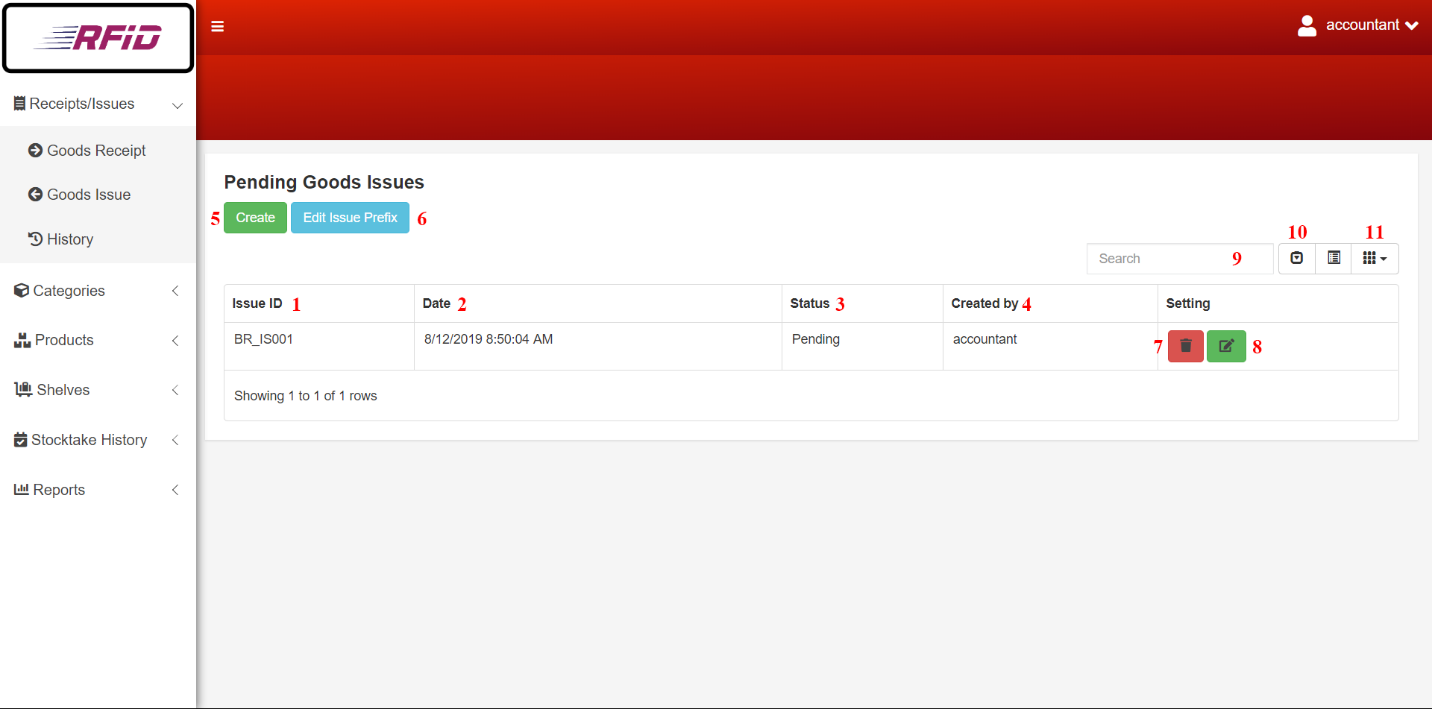 RFiD
accountant
Receipts/Issues
Goods Receipt
Goods Issue
History
Categories
Products
Shelves
Stocktake History
Reports
Pending Goods Issues
5 Create Edit Issue Prefix 6
10 11
Search 9
Issue ID 1 Date 2 Status 3 Created by 4 Setting
BR_IS001 8/12/2019 8:50:04 AM Pending accountant 7 8
Showing 1 to 1 of 1 rows